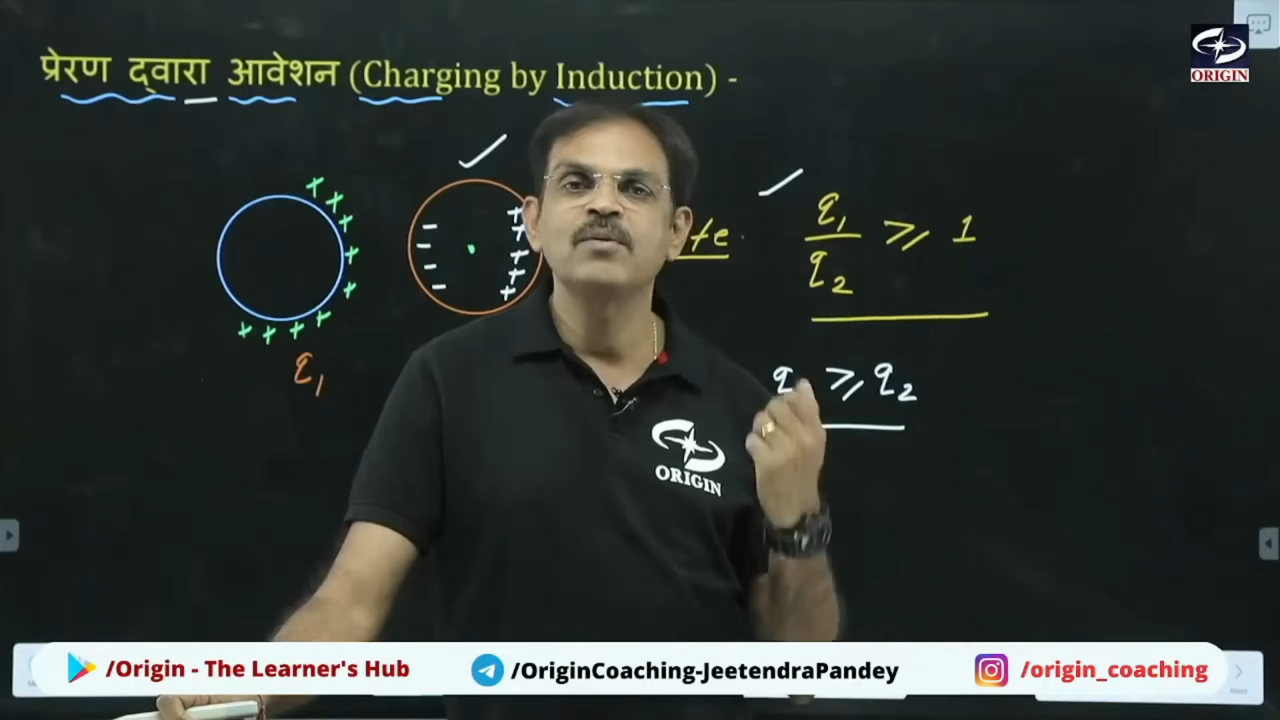 प्रेरण द्वारा आवेशन (Charging by Induction) -
ORIGIN
+ + + + + + + + +
q₁
- - - -
+ + + + +
q₁/q₂ ⩾ 1
⩾ q₂
ORIGIN
/Origin - The Learner's Hub
/OriginCoaching-JeetendraPandey
/origin_coaching
Next